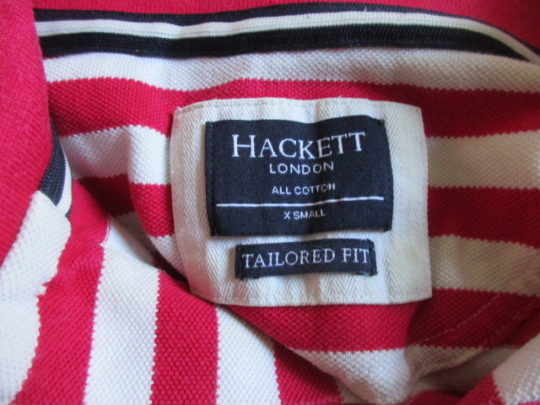 HACKETT
LONDON
ALL COTTON
X SMALL
TAILORED FIT